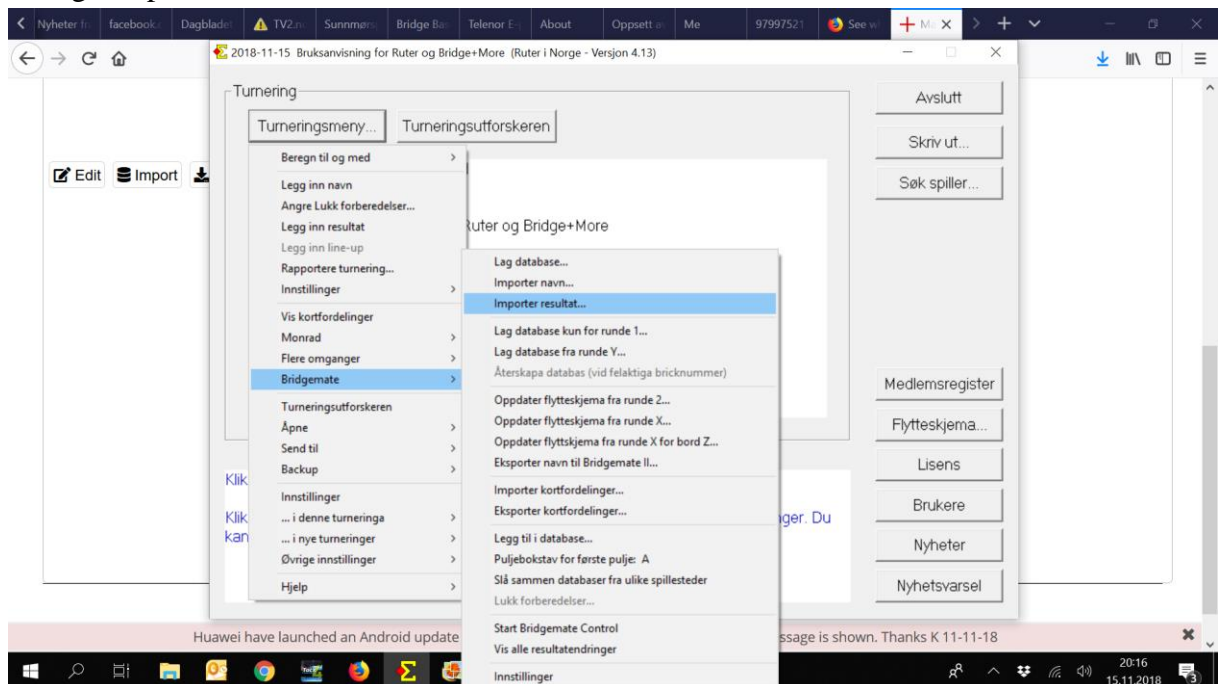 Nyheter fra facebook.c Dagbladet TV2.n Sunnmørs Bridge Ba Telenor E- About Oppsett a Me 97997521 See w M
2018-11-15 Bruksanvisning for Ruter og Bridge+More (Ruter i Norge - Versjon 4.13)
Turnering
Turneringsmeny... Turneringsutforskeren
Avslutt
Skriv ut...
Søk spiller...
Edit Import
Beregn til og med
Legg inn navn
Angre Lukk forberedelser...
Legg inn resultat
Legg inn line-up
Rapportere turnering...
Innstillinger
Vis kortfordelinger
Monrad
Flere omganger
Bridgemate
Turneringsutforskeren
Åpne
Send til
Backup
Innstillinger
... i denne turneringa
... i nye turneringer
Øvrige innstillinger
Hjelp
Ruter og Bridge+More
Lag database...
Importer navn...
Importer resultat...
Lag database kun for runde 1...
Lag database fra runde Y...
Återskapa databas (vid felaktiga bricknummer)
Oppdater flytteskjema fra runde 2...
Oppdater flytteskjema fra runde X...
Oppdater flyttskjema fra runde X for bord Z...
Eksporter navn til Bridgemate II...
Importer kortfordelinger...
Eksporter kortfordelinger...
Legg til i database...
Puljebokstav for første pulje: A
Slå sammen databaser fra ulike spillesteder
Lukk forberedelser...
Start Bridgemate Control
Vis alle resultatendringer
Innstillinger
Medlemsregister
Flytteskjema...
Lisens
Brukere
Nyheter
Nyhetsvarsel
Klik
Klik nger. Du
kan
Huawei have launched an Android update ssage is shown. Thanks K 11-11-18
20:16
15.11.2018